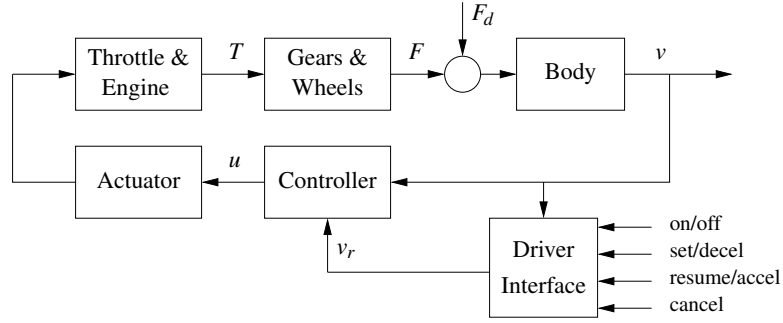 F_d
Throttle &
Engine
T
Gears &
Wheels
F
Body
v
Actuator
u
Controller
v_r
Driver
Interface
on/off
set/decel
resume/accel
cancel